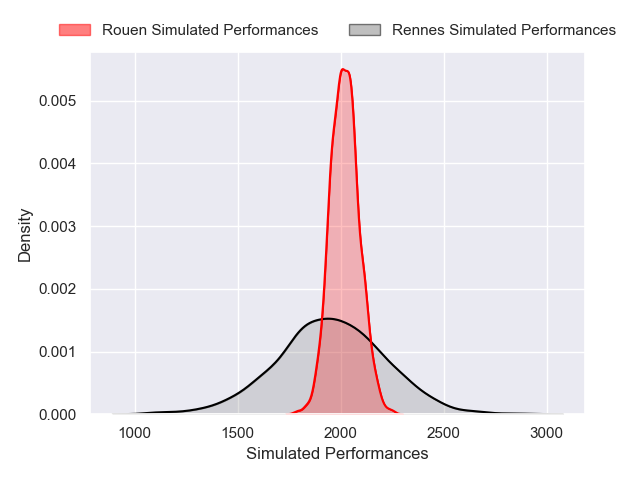 Rouen Simulated Performances
Rennes Simulated Performances
0.005
0.004
0.003
0.002
0.001
0.000
Density
1000 1500 2000 2500 3000
Simulated Performances